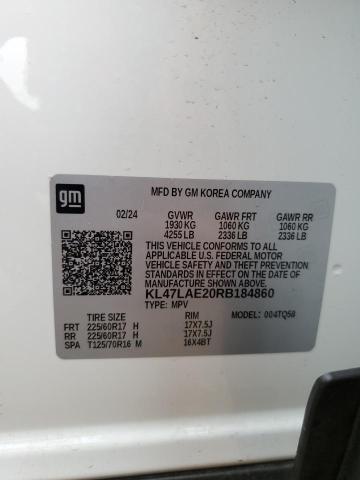 gm
MFD BY GM KOREA COMPANY
02/24 GVWR GAWR FRT GAWR RR
1930 KG 1060 KG 1060 KG
4255 LB 2336 LB 2336 LB
THIS VEHICLE CONFORMS TO ALL
APPLICABLE U.S. FEDERAL MOTOR
VEHICLE SAFETY, BUMPER, AND THEFT PREVENTION
STANDARDS IN EFFECT ON THE DATE
OF MANUFACTURE SHOWN ABOVE.
KL47LAE20RB184860
TYPE: MPV MODEL: 004TQ58
TIRE SIZE RIM
FRT 225/60R17 H 17X7.5J
RR 225/60R17 H 17X7.5J
SPA T125/70R16 M 16X4BT